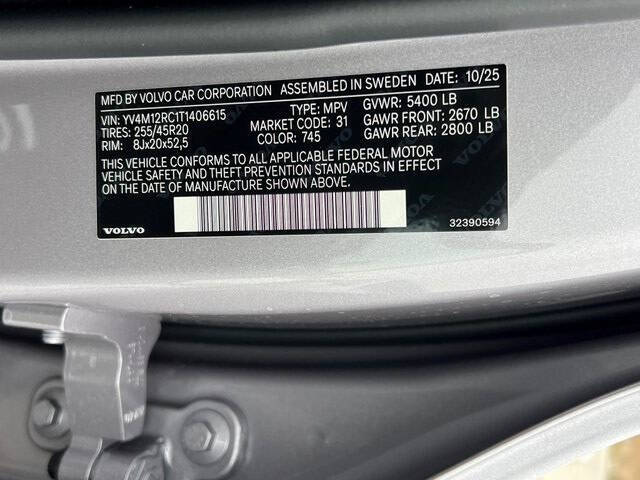 MFD BY VOLVO CAR CORPORATION ASSEMBLED IN SWEDEN DATE: 10/25
VIN: YV4M12RC1T1406615 TYPE: MPV GVWR: 5400 LB
TIRES: 255/45R20 MARKET CODE: 31 GAWR FRONT: 2670 LB
RIM: 8Jx20x52,5 COLOR: 745 GAWR REAR: 2800 LB
THIS VEHICLE CONFORMS TO ALL APPLICABLE FEDERAL MOTOR
VEHICLE SAFETY AND THEFT PREVENTION STANDARDS IN EFFECT
ON THE DATE OF MANUFACTURE SHOWN ABOVE.
VOLVO 32390594